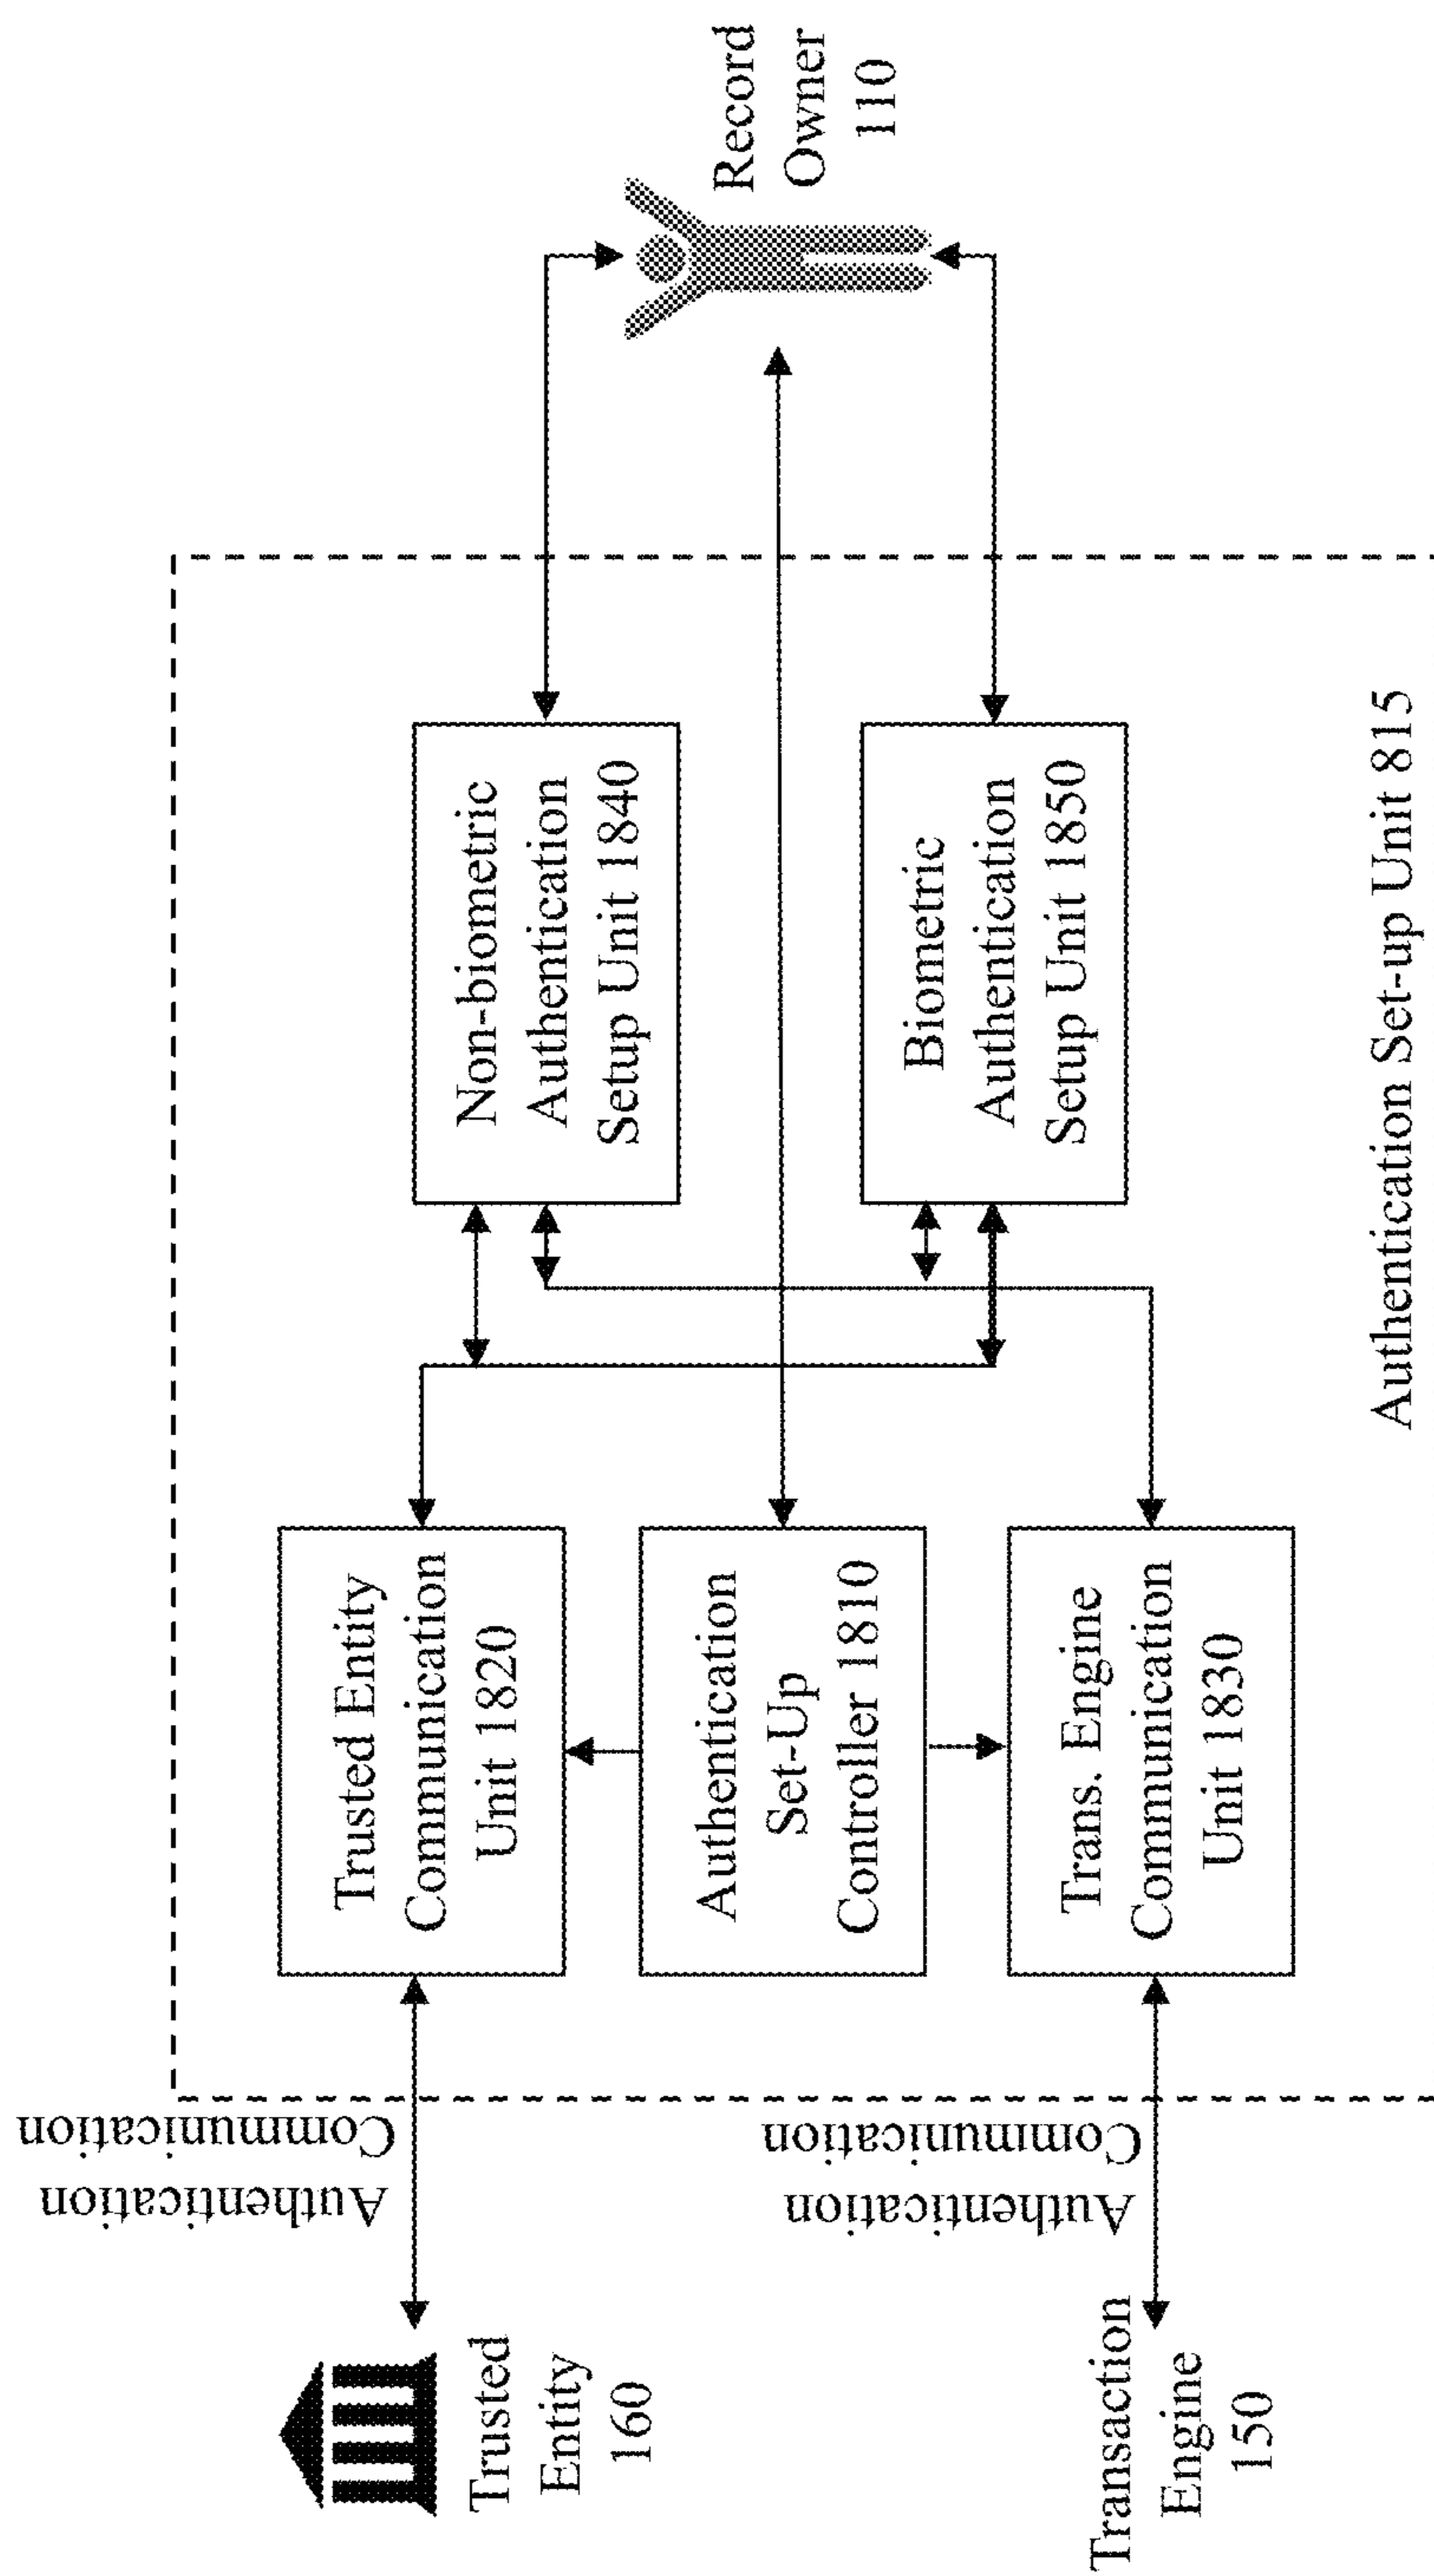 Trusted
Entity
160
Authentication
Communication
Trusted Entity
Communication
Unit 1820
Non-biometric
Authentication
Setup Unit 1840
Authentication
Set-Up
Controller 1810
Record
Owner
110
Transaction
Engine
150
Authentication
Communication
Trans. Engine
Communication
Unit 1830
Biometric
Authentication
Setup Unit 1850
Authentication Set-up Unit 815